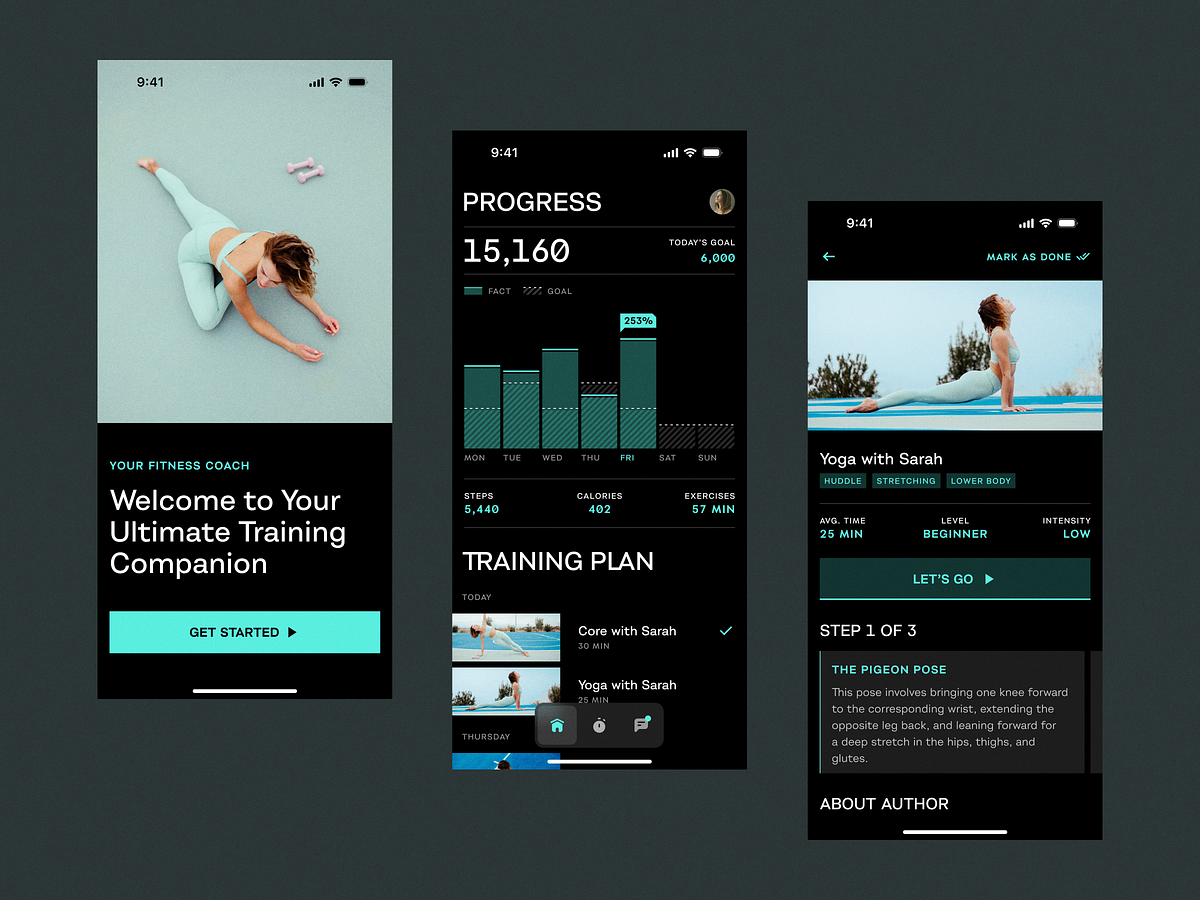 9:41
YOUR FITNESS COACH
Welcome to Your
Ultimate Training
Companion
GET STARTED
9:41
PROGRESS
15,160
TODAY'S GOAL
6,000
FACT
GOAL
253%
MON TUE WED THU FRI SAT SUN
STEPS
5,440
CALORIES
402
EXERCISES
57 MIN
TRAINING PLAN
TODAY
Core with Sarah
30 MIN
Yoga with Sarah
25 MIN
THURSDAY
9:41
MARK AS DONE
Yoga with Sarah
HUDDLE STRETCHING LOWER BODY
AVG. TIME
25 MIN
LEVEL
BEGINNER
INTENSITY
LOW
LET'S GO
STEP 1 OF 3
THE PIGEON POSE
This pose involves bringing one knee forward
to the corresponding wrist, extending the
opposite leg back, and leaning forward for
a deep stretch in the hips, thighs, and
glutes.
ABOUT AUTHOR